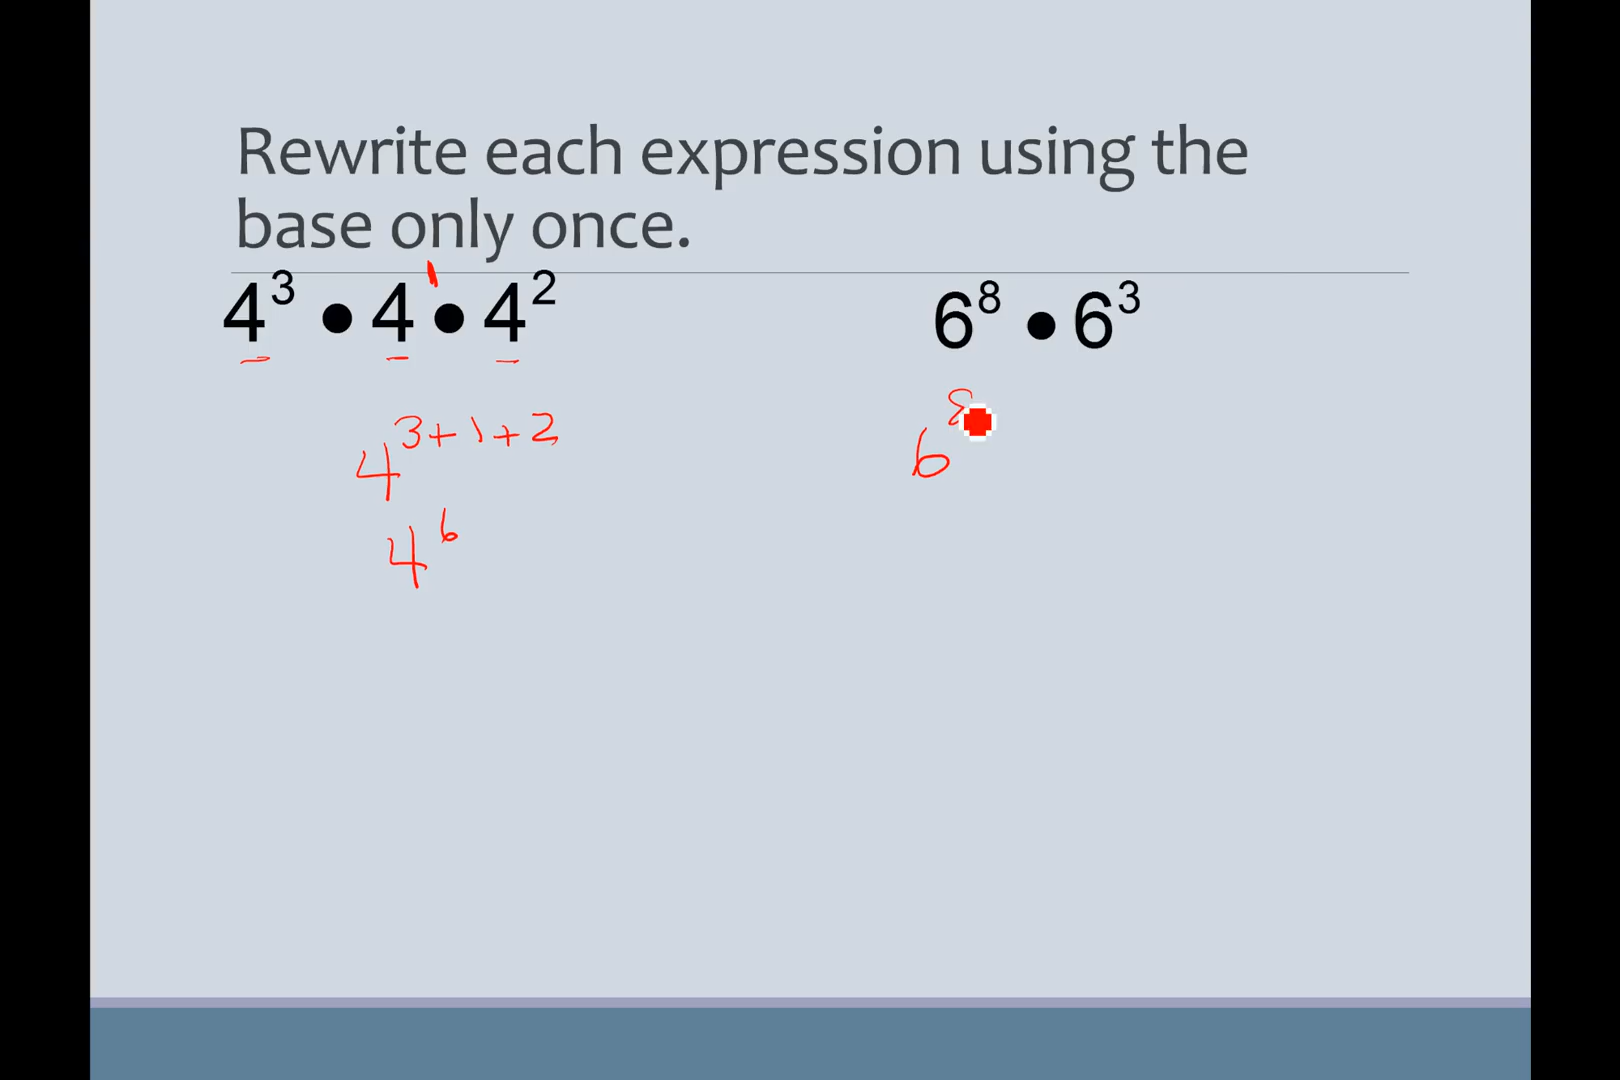 Rewrite each expression using the
base only once.
4³ • 4¹ • 4²
6⁸ • 6³
4³⁺¹⁺²
4⁶
6⁸